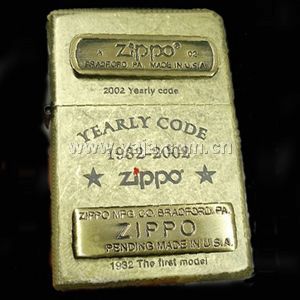 A Zippo® 02
BRADFORD, PA. MADE IN U.S.A.
2002 Yearly code
YEARLY CODE
1932-2002
zippo
ZIPPO MFG. CO. BRADFORD, PA.
ZIPPO
PENDING MADE IN U.S.A.
1932 The first model